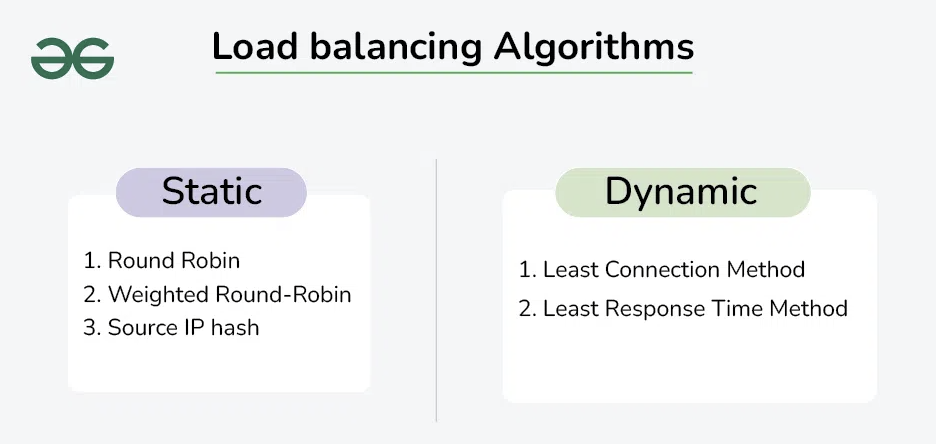 Load balancing Algorithms
Static
1. Round Robin
2. Weighted Round-Robin
3. Source IP hash
Dynamic
1. Least Connection Method
2. Least Response Time Method